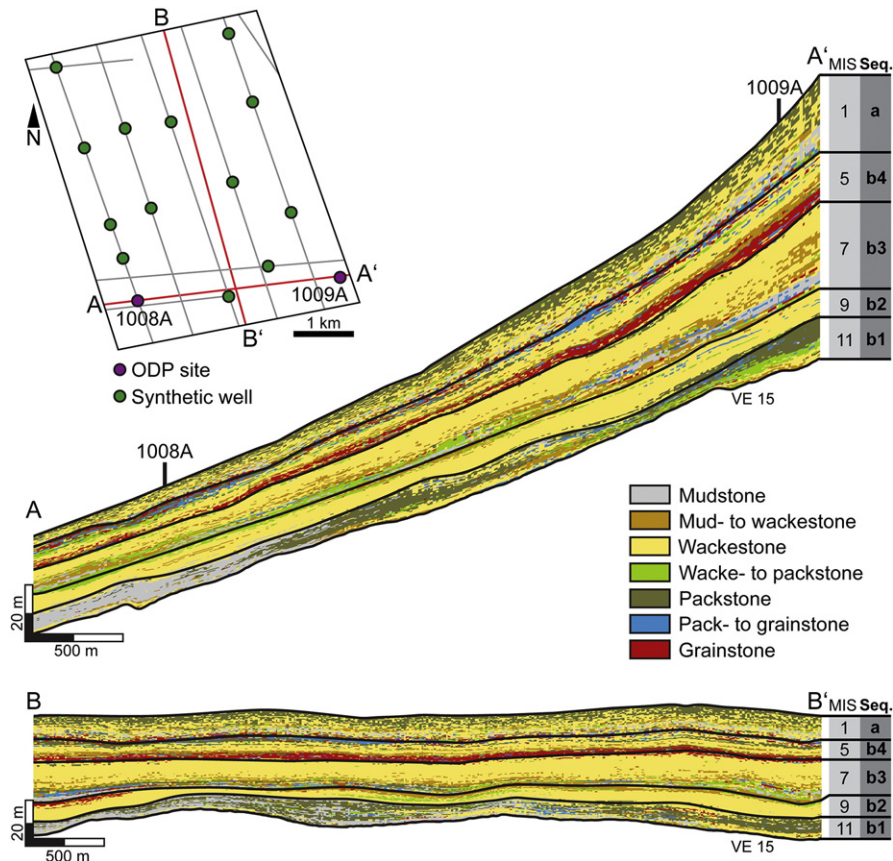 B
A‘
MIS Seq.
1009A
1 a
N
5 b4
7 b3
A
A‘
1008A
1009A
B‘
1 km
9 b2
11 b1
ODP site
Synthetic well
VE 15
1008A
A
Mudstone
Mud- to wackestone
Wackestone
Wacke- to packstone
Packstone
Pack- to grainstone
Grainstone
20 m
500 m
B
B‘
MIS Seq.
1 a
5 b4
7 b3
9 b2
11 b1
20 m
500 m
VE 15